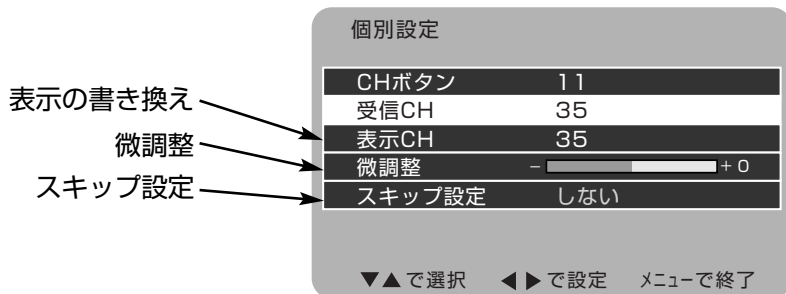 個別設定
CHボタン 11
受信CH 35
表示の書き換え
表示CH 35
微調整
微調整 - + 0
スキップ設定
スキップ設定 しない
▼▲で選択 ◀▶で設定 メニューで終了